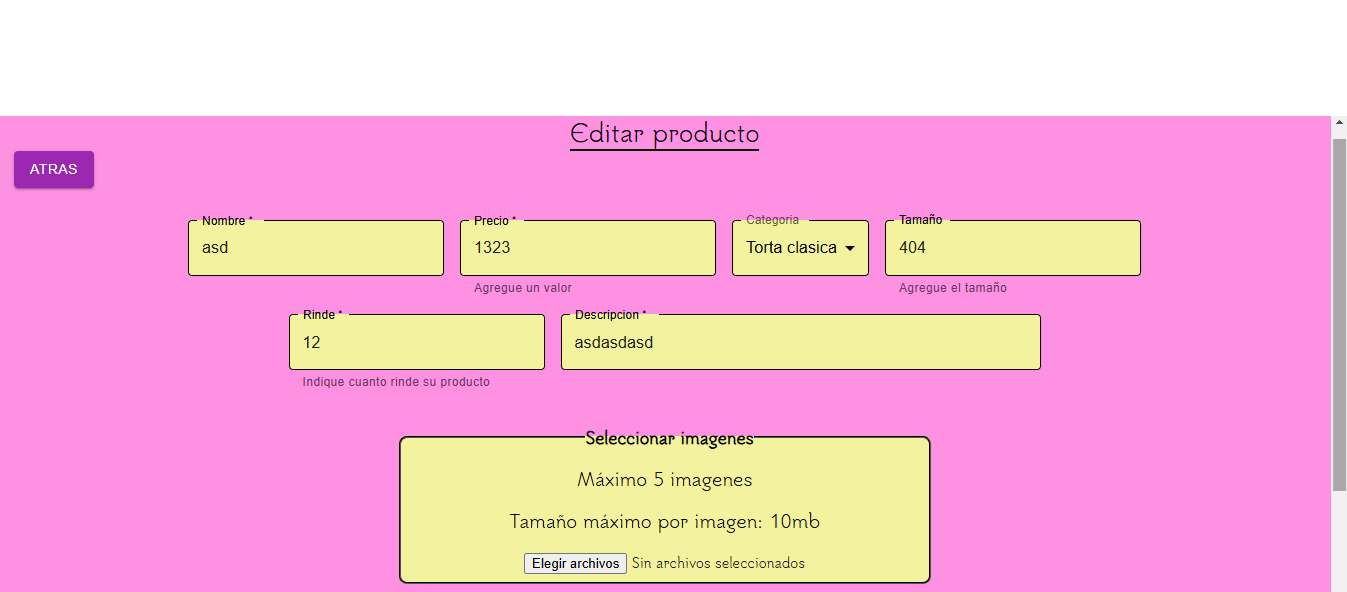 Editar producto
ATRAS
Nombre * Precio * Categoria Tamaño
asd 1323 Torta clasica 404
Agregue un valor Agregue el tamaño
Rinde * Descripcion *
12 asdasdasd
Indique cuanto rinde su producto
Seleccionar imagenes
Máximo 5 imagenes
Tamaño máximo por imagen: 10mb
Elegir archivos Sin archivos seleccionados